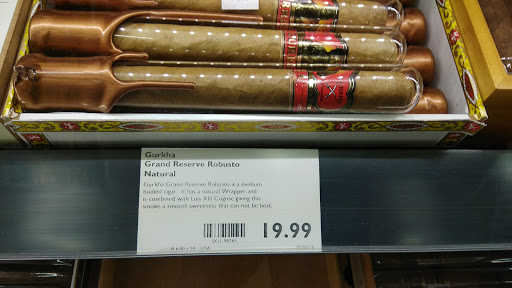 Gurkha
Grand Reserve Robusto
Natural
Gurkha Grand Reserve Robusto is a medium
bodied cigar. It has a natural Wrapper and
is combined with Luis XIII Cognac giving this
smoke a smooth sweetness that can not be beat.
19.99